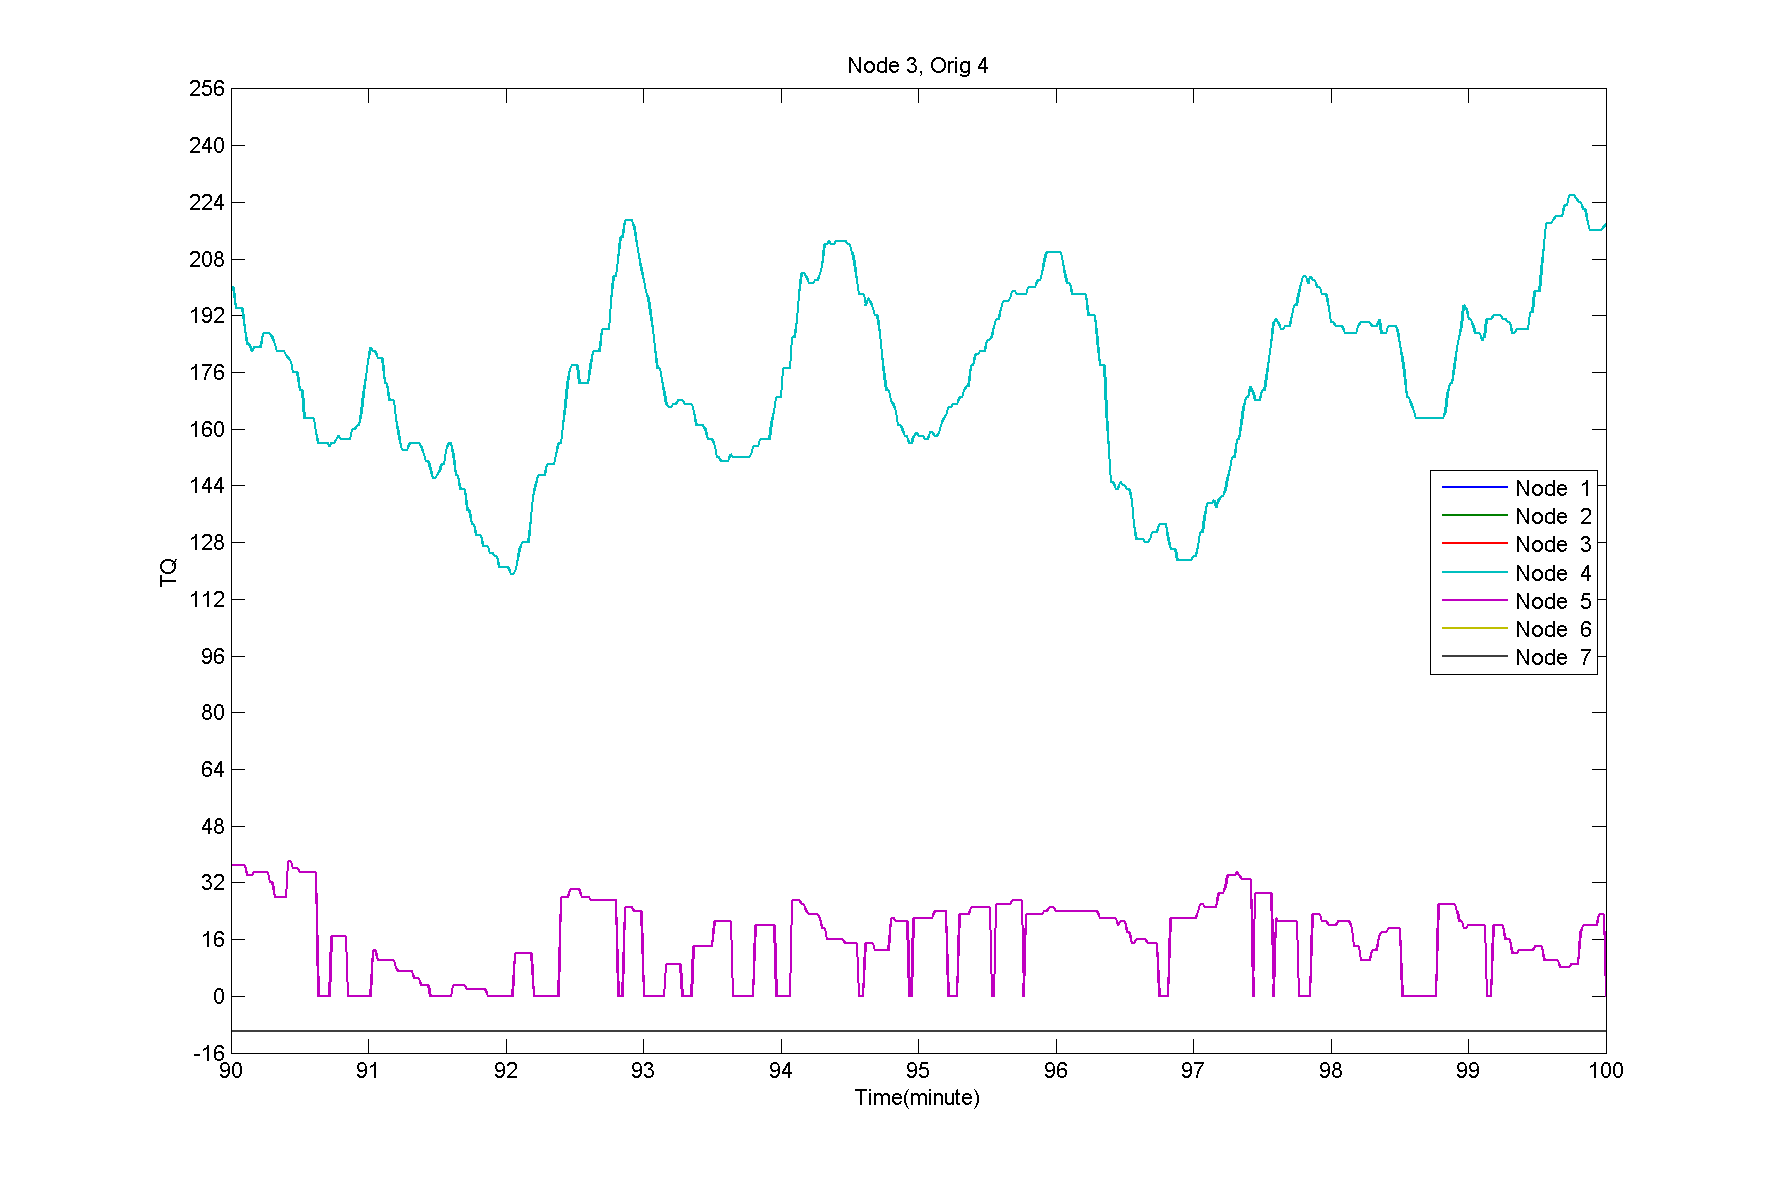 Node 3, Orig 4
256
240
224
208
192
176
160
144
128
112
96
80
64
48
32
16
0
-16
TQ
Node 1
Node 2
Node 3
Node 4
Node 5
Node 6
Node 7
90 91 92 93 94 95 96 97 98 99 100
Time(minute)